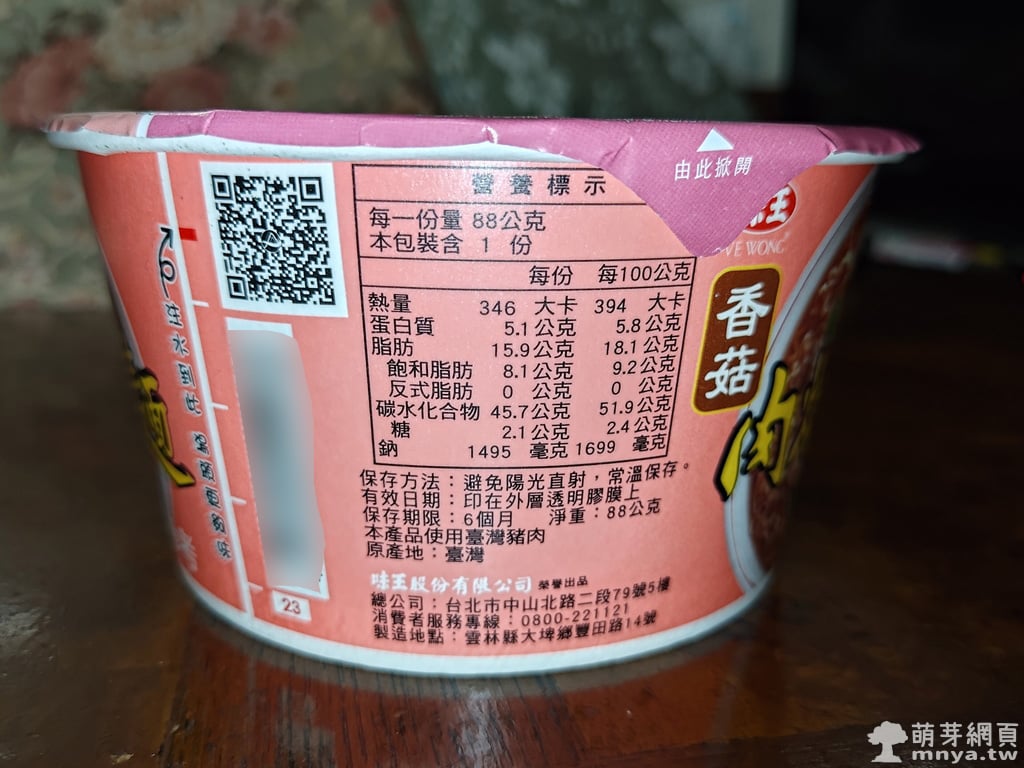 由此掀開
營養標示
每一份量 88公克
本包裝含 1 份
每份 每100公克
熱量 346 大卡 394 大卡
蛋白質 5.1公克 5.8公克
脂肪 15.9公克 18.1公克
飽和脂肪 8.1公克 9.2公克
反式脂肪 0 公克 0 公克
碳水化合物 45.7公克 51.9公克
糖 2.1公克 2.4公克
鈉 1495 毫克 1699 毫克
保存方法：避免陽光直射，常溫保存。
有效日期：印在外層透明膠膜上
保存期限：6個月 淨重：88公克
本產品使用臺灣豬肉
原產地：臺灣
味王股份有限公司 榮譽出品
總公司：台北市中山北路二段79號5樓
消費者服務專線：0800-221121
製造地點：雲林縣大埤鄉豐田路14號
注水到此
23
麵
王
VE WONG
香菇
肉
萌芽網頁
mnya.tw